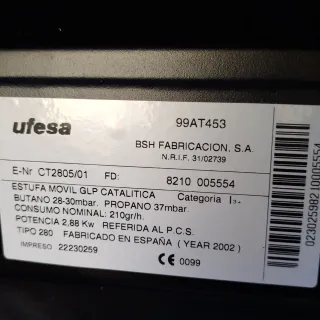 ufesa
99AT453
BSH FABRICACION, S.A.
N.R.I.F. 31/02739
E-Nr CT2805/01 FD: 8210 005554
ESTUFA MOVIL GLP CATALITICA Categoria I₃₊
BUTANO 28-30mbar. PROPANO 37mbar.
CONSUMO NOMINAL: 210gr/h.
POTENCIA 2,88 Kw REFERIDA AL P.C.S.
TIPO 280 FABRICADO EN ESPAÑA ( YEAR 2002 )
IMPRESO 22230259
CE 0099
02302598210005554